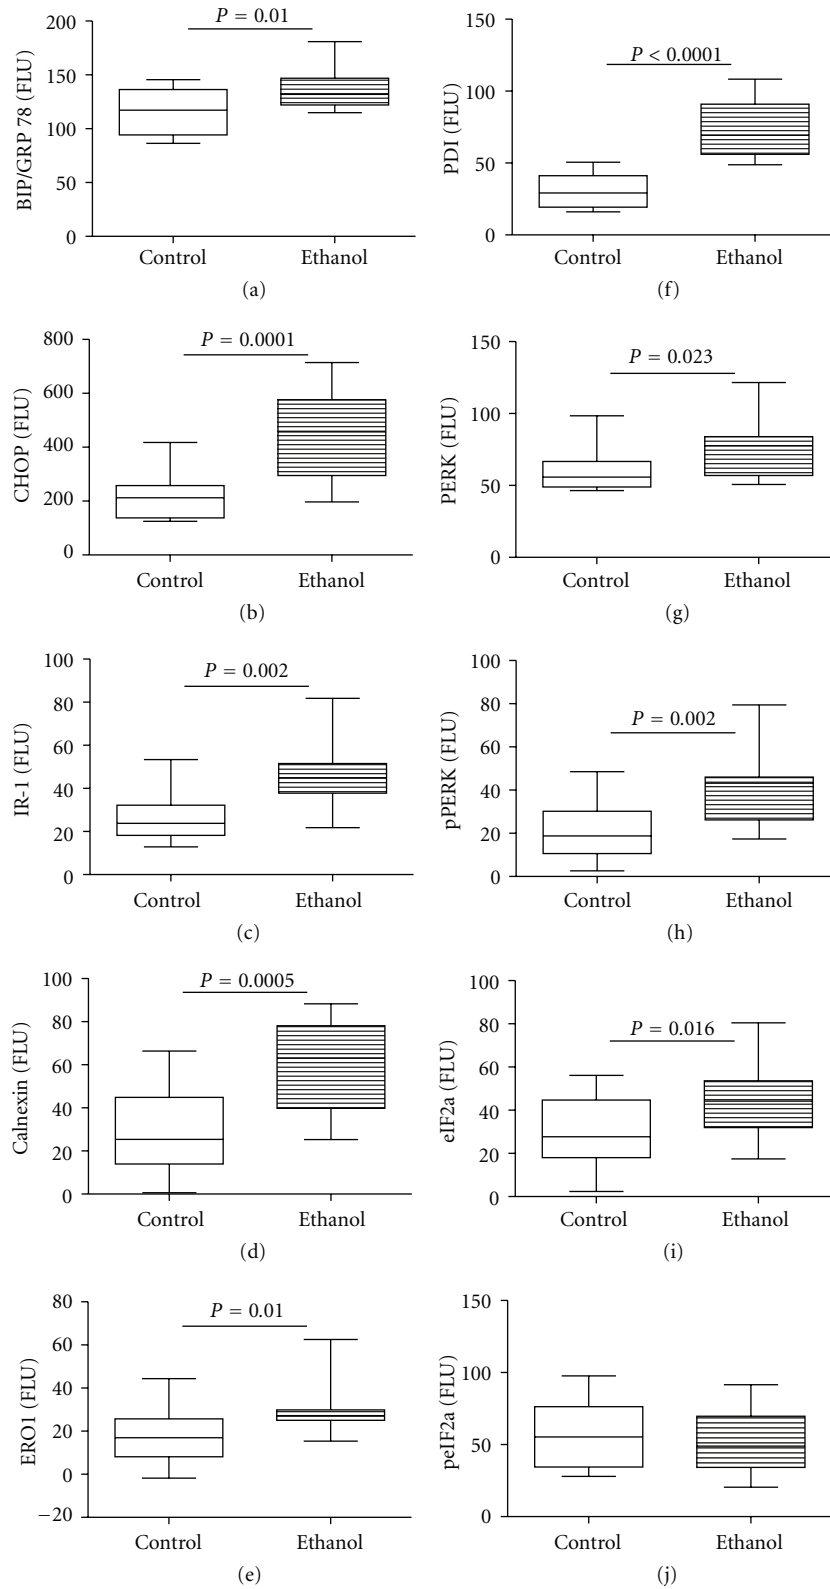 P = 0.01
BIP/GRP 78 (FLU)
200
150
100
50
0
Control Ethanol
(a)
P < 0.0001
PDI (FLU)
150
100
50
0
Control Ethanol
(f)
P = 0.0001
CHOP (FLU)
800
600
400
200
0
Control Ethanol
(b)
P = 0.023
PERK (FLU)
150
100
50
0
Control Ethanol
(g)
P = 0.002
IR-1 (FLU)
100
80
60
40
20
0
Control Ethanol
(c)
P = 0.002
pPERK (FLU)
100
80
60
40
20
0
Control Ethanol
(h)
P = 0.0005
Calnexin (FLU)
100
80
60
40
20
0
Control Ethanol
(d)
P = 0.016
eIF2a (FLU)
100
80
60
40
20
0
Control Ethanol
(i)
P = 0.01
ERO1 (FLU)
80
60
40
20
0
−20
Control Ethanol
(e)
peIF2a (FLU)
150
100
50
0
Control Ethanol
(j)